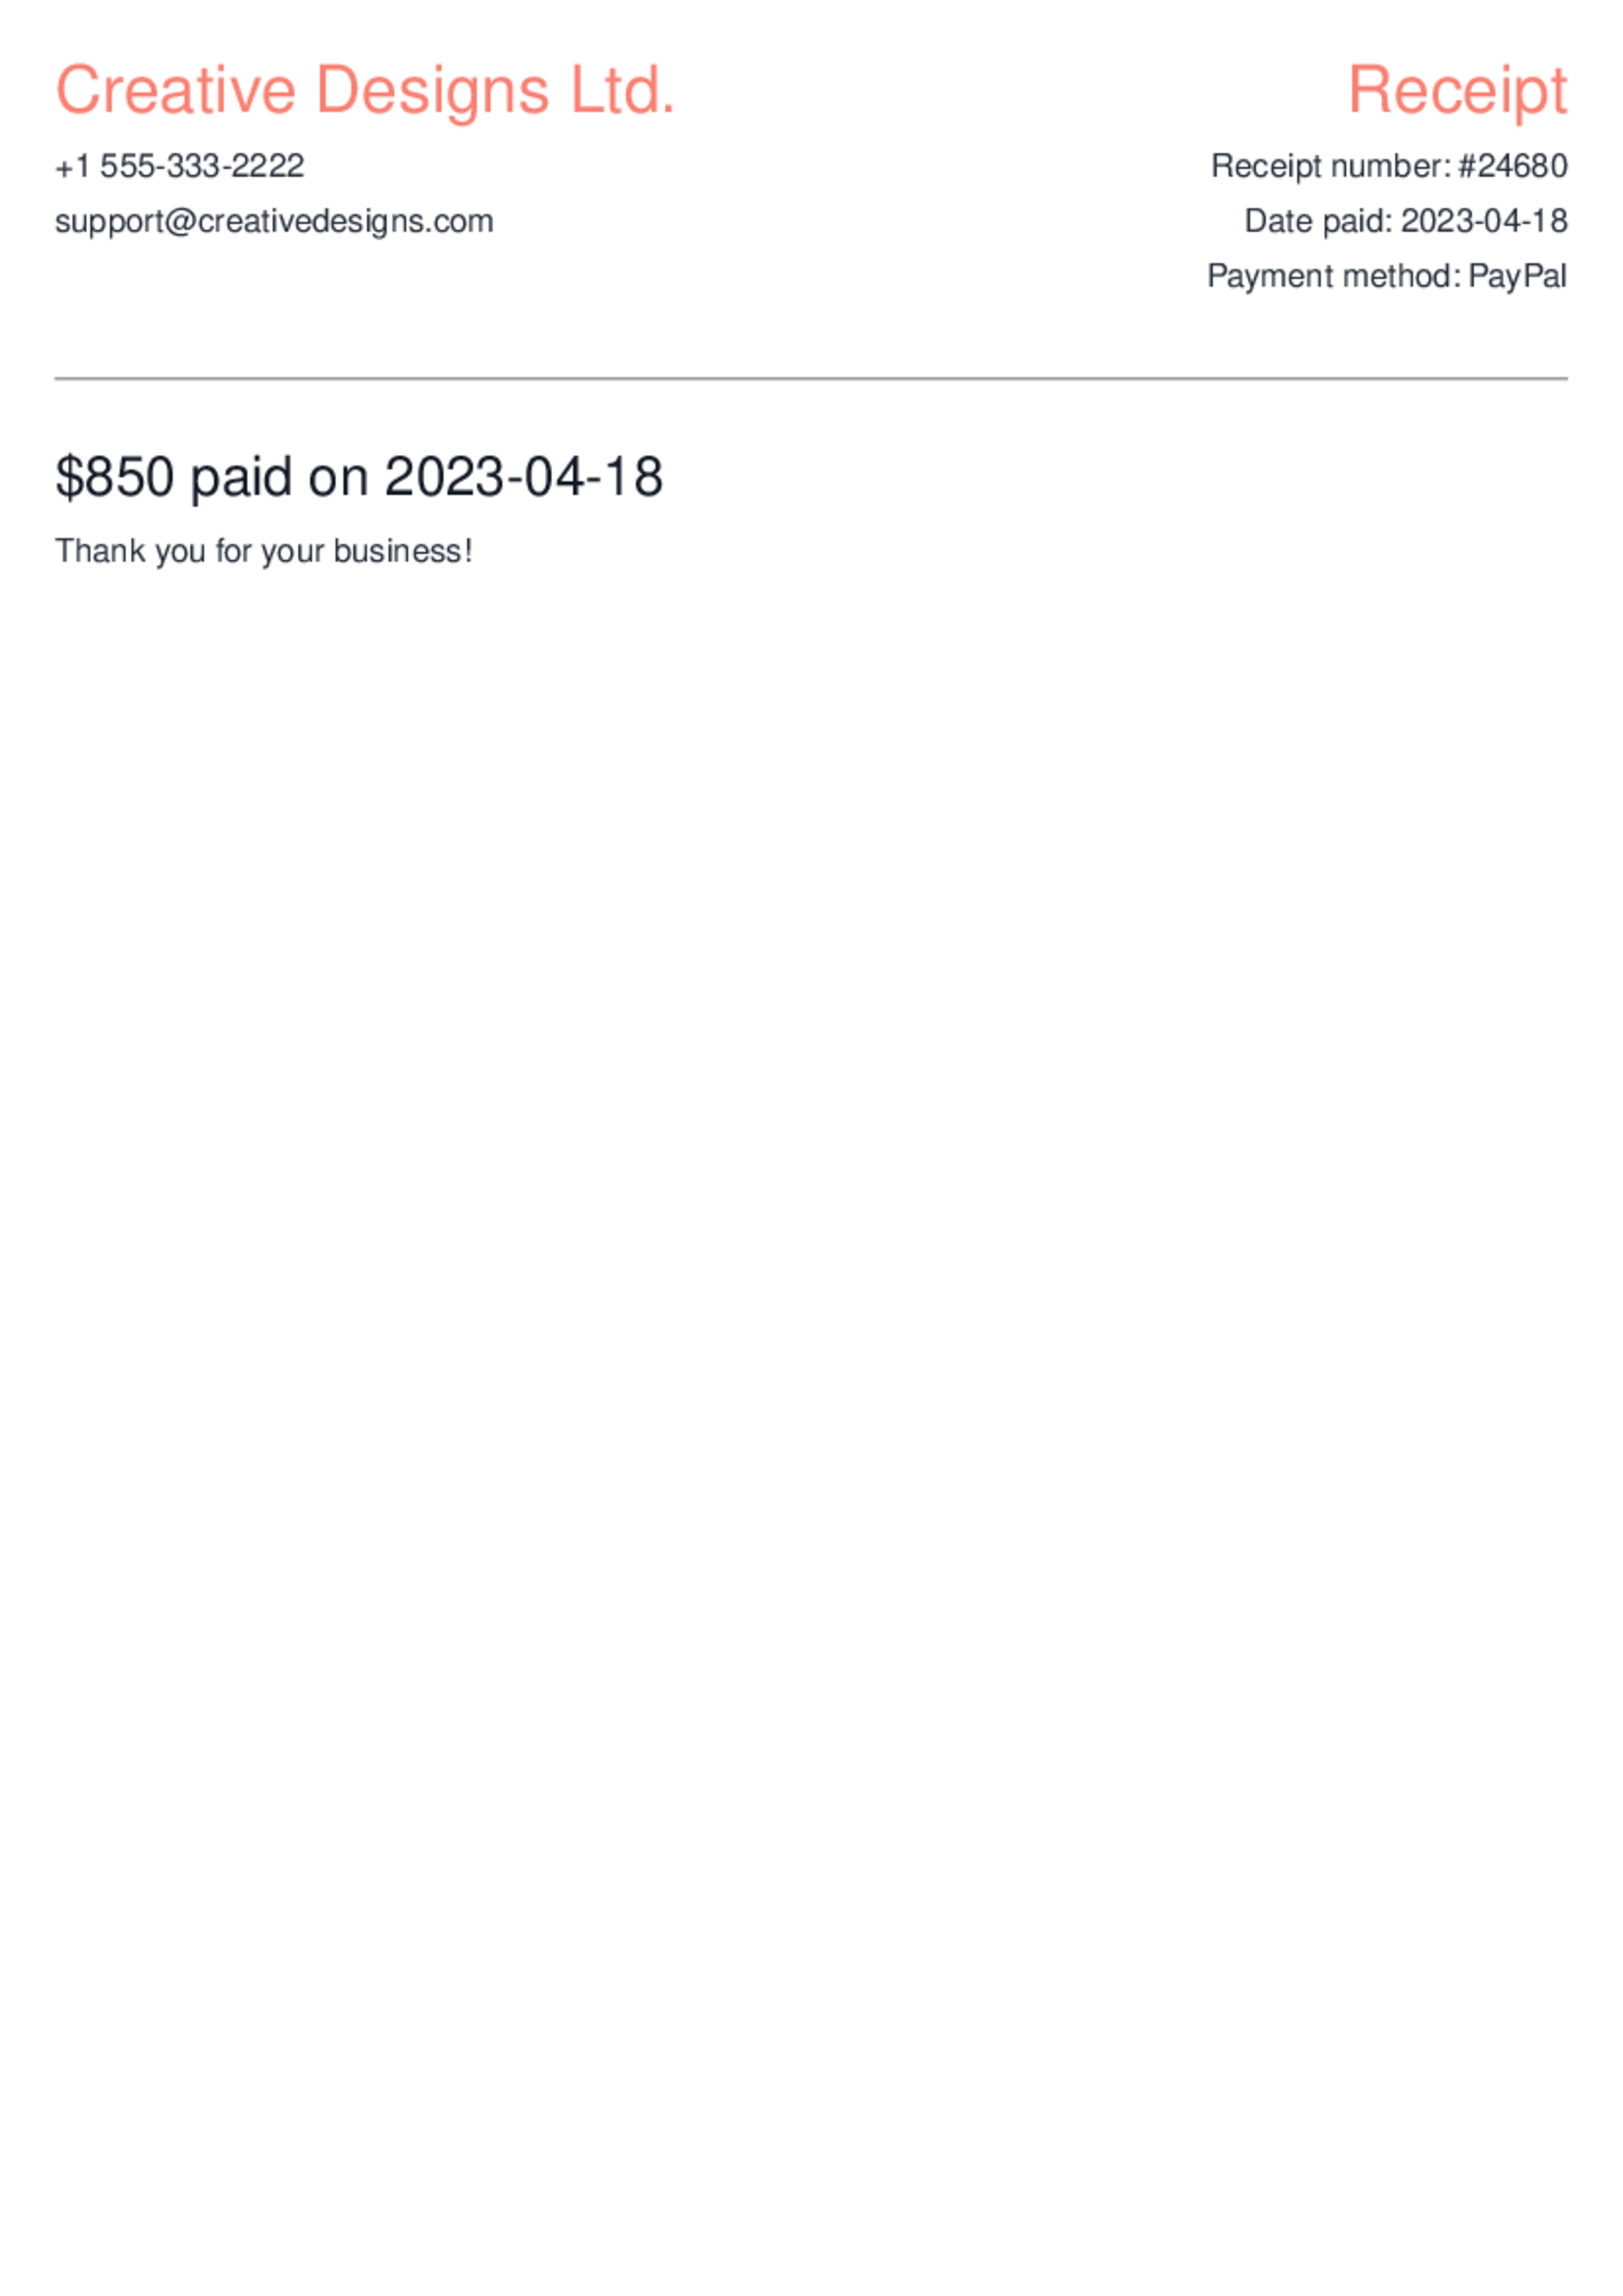 Creative Designs Ltd.
+1 555-333-2222
support@creativedesigns.com
Receipt
Receipt number: #24680
Date paid: 2023-04-18
Payment method: PayPal
$850 paid on 2023-04-18
Thank you for your business!